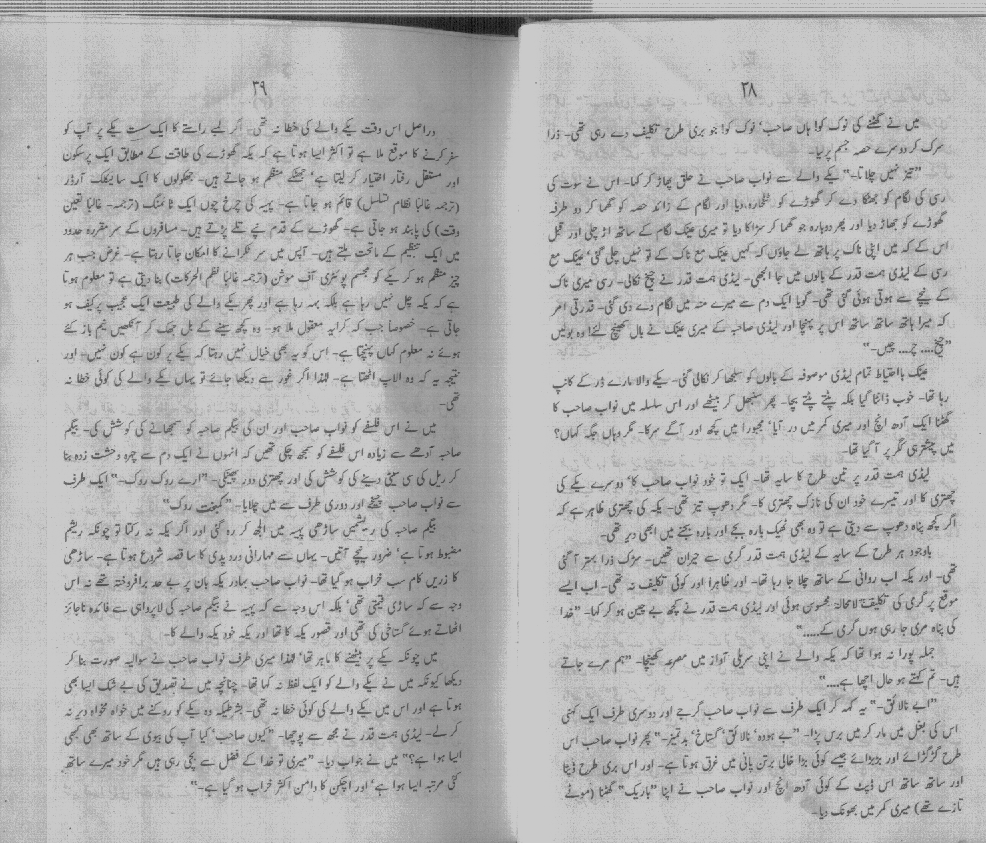 ۳۸
میں نے گھٹنے کی نوک کو! ہاں صاحب' نوک کو! جو بری طرح تکلیف دے رہی تھی۔ ذرا
سرک کر دوسرے حصہ جسم پر لیا۔
"تیز نہیں چلاتا۔" یکے والے سے نواب صاحب نے حلق پھاڑ کر کہا۔ اس نے سوت کی
رسی کی لگام کو جھٹکا دے کر گھوڑے کو ٹخارہ دیا اور لگام کے زائد حصہ کو گھما کر دو طرفہ
گھوڑے کو جھاڑ دیا اور پھر دوبارہ جو گھما کر سڑاکا دیا تو میری عینک لگام کے ساتھ اڑ چلی اور قبل
اس کے کہ میں اپنی ناک پر ہاتھ لے جاؤں کہ کہیں عینک مع ناک کے تو نہیں چلی گئی' عینک مع
رسی کے لیڈی ہمت قدر کے بالوں میں جا الجھی۔ لیڈی ہمت قدر نے چیخ نکالی۔ رسی میری ناک
کے نیچے سے ہوتی ہوئی گئی تھی۔ گویا ایک دم سے میرے منہ میں لگام دے دی گئی۔ قدرتی امر
کہ میرا ہاتھ ساتھ ساتھ اس پر پہنچا اور لیڈی صاحبہ کے میری عینک نے بال کھینچ لئے! وہ بولیں
"چیخ.... چر... چیں۔"
عینک بااحتیاط تمام لیڈی موصوفہ کے بالوں کو سلجھا کر نکالی گئی۔ یکے والا مارے ڈر کے کانپ
رہا تھا۔ خوب ڈانٹا گیا بلکہ پٹتے پٹتے بچا۔ پھر سنبھل کر بیٹھے اور اس سلسلہ میں نواب صاحب کا
گھٹنا ایک آدھ انچ اور میری کمر میں در آیا' مجبوراً میں کچھ اور آگے سرکا۔ مگر وہاں جگہ کہاں؟
میں پیشتر ہی نگر پر آ گیا تھا۔
لیڈی ہمت قدر پر تین طرح کا سایہ تھا۔ ایک تو خود نواب صاحب کا' دوسرے یکے کی
چھتری کا اور تیسرے خود ان کی نازک چھتری کا۔ مگر دھوپ تیز تھی۔ یکہ کی چھتری ظاہر ہے کہ
اگر کچھ پناہ دھوپ سے دیتی ہے تو وہ بھی ٹھیک بارہ بجے اور بارہ بجنے میں ابھی دیر تھی۔
باوجود ہر طرح کے سایہ کے لیڈی ہمت قدر گرمی سے حیران تھیں۔ سڑک ذرا بہتر آ گئی
تھی۔ اور یکہ اب روانی کے ساتھ چلا جا رہا تھا۔ اور ظاہرا اور کوئی تکلیف نہ تھی۔ اب ایسے
موقع پر گرمی کی تکلیف لامحالہ محسوس ہوئی اور لیڈی ہمت قدر نے کچھ بے چین ہو کر کہا۔ "خدا
کی پناہ مری جا رہی ہوں گرمی کے....."
جملہ پورا نہ ہوا تھا کہ یکہ والے نے اپنی سریلی آواز میں مصرعہ کھینچا۔ "ہم مرے جاتے
ہیں۔ تم کہتے ہو حال اچھا ہے...."
"ابے نالائق۔" یہ کہہ کر ایک طرف سے نواب صاحب گرجے اور دوسری طرف ایک کہنی
اس کی بغل میں مار کر میں برس پڑا۔ "بے ہودہ' نالائق' گستاخ' بدتمیز۔" پھر نواب صاحب اس
طرح گڑگڑائے اور بڑبڑائے جیسے کوئی بڑا خالی برتن پانی میں غرق ہوتا ہے۔ اور اس بری طرح ڈپٹا
اور ساتھ ساتھ اس ڈپٹ کے کوئی آدھ انچ اور نواب صاحب نے اپنا "باریک" گھٹنا (موٹے
تازے تھے) میری کمر میں بھونک دیا۔
۳۹
دراصل اس وقت یکے والے کی خطا نہ تھی۔ اگر لمبے راستے کا ایک سست یکے پر آپ کو
سفر کرنے کا موقع ملا ہے تو اکثر ایسا ہوتا ہے کہ یکہ گھوڑے کی طاقت کے مطابق ایک پرسکون
اور مستقل رفتار اختیار کر لیتا ہے' جھٹکے منظم ہو جاتے ہیں۔ جھکولوں کا ایک سائیفٹک آرڈر
(ترجمہ غالباً نظام تسلسل) قائم ہو جاتا ہے۔ پہیہ کی چرخ چوں ایک ٹائمنگ (ترجمہ۔ غالباً تعین
وقت) کی پابند ہو جاتی ہے۔ گھوڑے کے قدم نپے تلے پڑتے ہیں۔ مسافروں کے سر مقررہ حدود
میں ایک تنظیم کے ماتحت ہلتے ہیں۔ آپس میں سر ٹکرانے کا امکان جاتا رہتا ہے۔ غرض جب ہر
چیز منظم ہو کر یکے کو مجسم پوئٹری آف موشن (ترجمہ غالباً نظم الحرکات) بنا دیتی ہے تو معلوم ہوتا
ہے کہ یکہ چل نہیں رہا ہے بلکہ بہہ رہا ہے اور پھر یکے والے کی طبیعت ایک عجیب پرکیف ہو
جاتی ہے۔ خصوصاً جب کہ کرایہ معقول ملا ہو۔ وہ کچھ سینے کے بل جھک کر آنکھیں نیم باز کئے
ہوئے نہ معلوم کہاں پہنچتا ہے۔ اس کو یہ بھی خیال نہیں رہتا کہ یکے پر کون ہے کون نہیں۔ اور
نتیجہ یہ کہ وہ الاپ اٹھتا ہے۔ لہذا اگر غور سے دیکھا جائے تو یہاں یکے والے کی کوئی خطا نہ
تھی۔
میں نے اس فلسفے کو نواب صاحب اور ان کی بیگم صاحبہ کو سمجھانے کی کوشش کی۔ بیگم
صاحبہ آدھے سے زیادہ اس فلسفے کو سمجھ چکی تھیں کہ انہوں نے ایک دم سے چہرہ وحشت زدہ بنا
کر ریل کی سی سیٹی دینے کی کوشش کی اور چھتری دور پھینکی۔ "ارے روک روک۔" ایک طرف
سے نواب صاحب چیخے اور دوری طرف سے میں چلایا۔ "کمبخت روک"
بیگم صاحبہ کی ریشمیں ساڑھی پہیہ میں الجھ کر رہ گئی اور اگر یکہ نہ رکتا تو چونکہ ریشم
مضبوط ہوتا ہے' ضرور نیچے آتیں۔ یہاں سے مہارانی دروپدی کا سا قصہ شروع ہوتا ہے۔ ساڑھی
کا زریں کام سب خراب ہو گیا تھا۔ نواب صاحب بہادر یکہ بان پر بے حد برافروختہ تھے نہ اس
وجہ سے کہ ساڑی قیمتی تھی' بلکہ اس وجہ سے کہ پہیہ نے بیگم صاحبہ کی لاپرواہی سے فائدہ ناجائز
اٹھاتے ہوئے گستاخی کی تھی اور قصور یکہ کا تھا اور یکہ خود یکہ والے کا۔
میں چونکہ یکے پر بیٹھنے کا ماہر تھا' لہذا میری طرف نواب صاحب نے سوالیہ صورت بنا کر
دیکھا کیونکہ میں نے یکے والے کو ایک لفظ نہ کہا تھا۔ چنانچہ میں نے تصدیق کی بے شک ایسا بھی
ہوتا ہے اور اس میں یکے والے کی کوئی خطا نہ تھی۔ بشرطیکہ وہ یکے کو روکنے میں خواہ مخواہ دیر نہ
کرے۔ لیڈی ہمت قدر نے مجھ سے پوچھا۔ "کیوں صاحب' کیا آپ کی بیوی کے ساتھ بھی کبھی
ایسا ہوا ہے؟" میں نے جواب دیا۔ "میری تو خدا کے فضل سے بچی رہی ہیں مگر خود میرے ساتھ
کئی مرتبہ ایسا ہوا ہے' اور اچکن کا دامن اکثر خراب ہو گیا ہے۔"